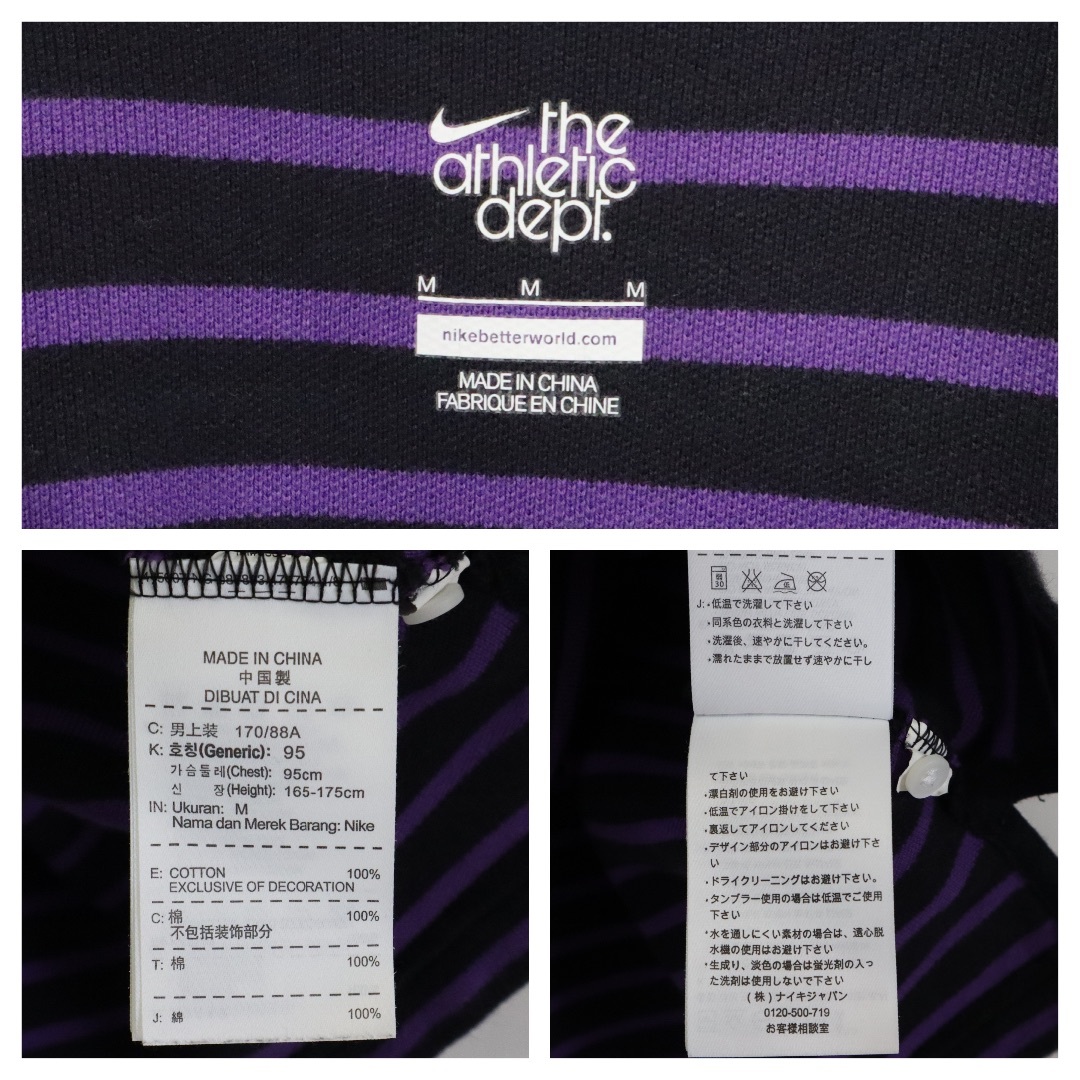 the
athletic
dept.
M M M
nikebetterworld.com
MADE IN CHINA
FABRIQUE EN CHINE
MADE IN CHINA
中国製
DIBUAT DI CINA
C: 男上装 170/88A
K: 호칭(Generic): 95
가슴둘레(Chest): 95cm
신 장(Height): 165-175cm
IN: Ukuran: M
Nama dan Merek Barang: Nike
E: COTTON 100%
EXCLUSIVE OF DECORATION
C: 棉 100%
不包括装饰部分
T: 棉 100%
J: 綿 100%
弱
30
低
J: ・低温で洗濯して下さい
・同系色の衣料と洗濯して下さい
・洗濯後、速やかに干してください。
・濡れたままで放置せず速やかに干し
て下さい
・漂白剤の使用をお避け下さい
・低温でアイロン掛けをして下さい
・裏返してアイロンしてください
・デザイン部分のアイロンはお避け下さ
い
・ドライクリーニングはお避け下さい。
・タンブラー使用の場合は低温でご使用
下さい
・水を通しにくい素材の場合は、遠心脱
水機の使用はお避け下さい
・生成り、淡色の場合は蛍光剤の入っ
た洗剤は使用しないで下さい
(株)ナイキジャパン
0120-500-719
お客様相談室